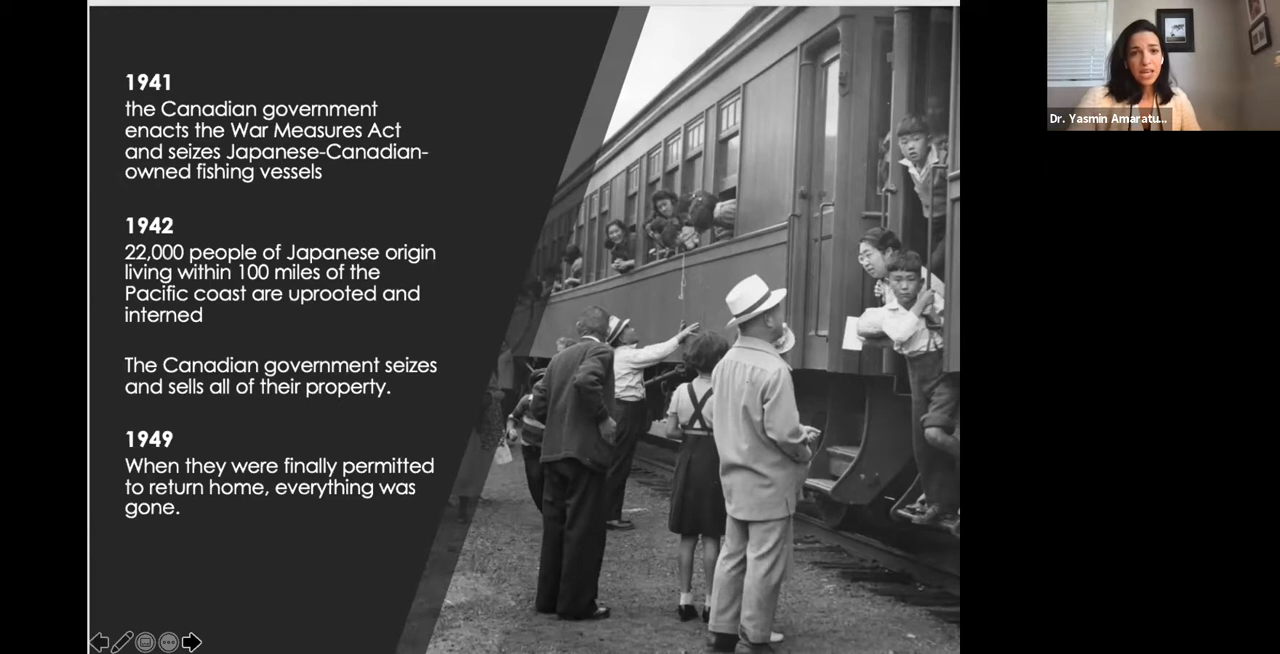 1941
the Canadian government
enacts the War Measures Act
and seizes Japanese-Canadian-
owned fishing vessels
1942
22,000 people of Japanese origin
living within 100 miles of the
Pacific coast are uprooted and
interned
The Canadian government seizes
and sells all of their property.
1949
When they were finally permitted
to return home, everything was
gone.
Dr. Yasmin Amaratu...